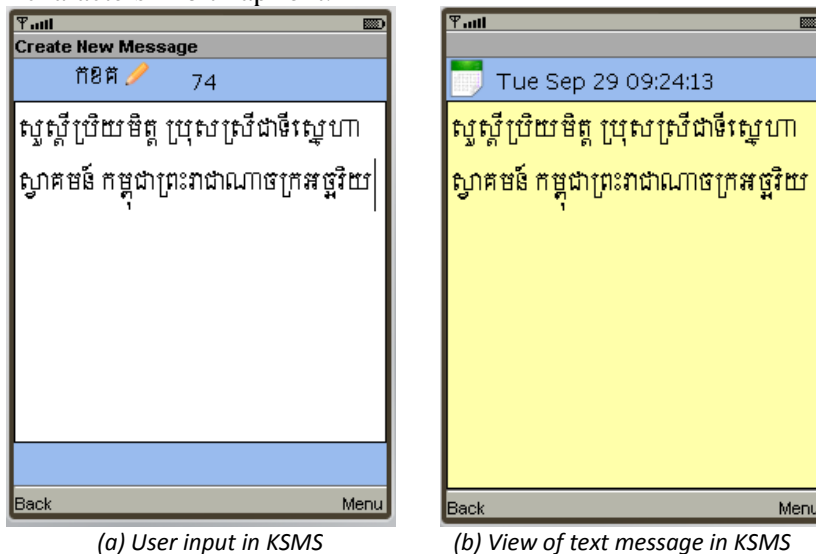 Create New Message
កខគ 74
សួស្តីប្រិយមិត្ត ប្រុសស្រីជាទីស្នេហា
ស្វាគមន៍ កម្ពុជាព្រះរាជាណាចក្រអច្ឆរិយ
Back Menu
(a) User input in KSMS
Tue Sep 29 09:24:13
សួស្តីប្រិយមិត្ត ប្រុសស្រីជាទីស្នេហា
ស្វាគមន៍ កម្ពុជាព្រះរាជាណាចក្រអច្ឆរិយ
Back Menu
(b) View of text message in KSMS